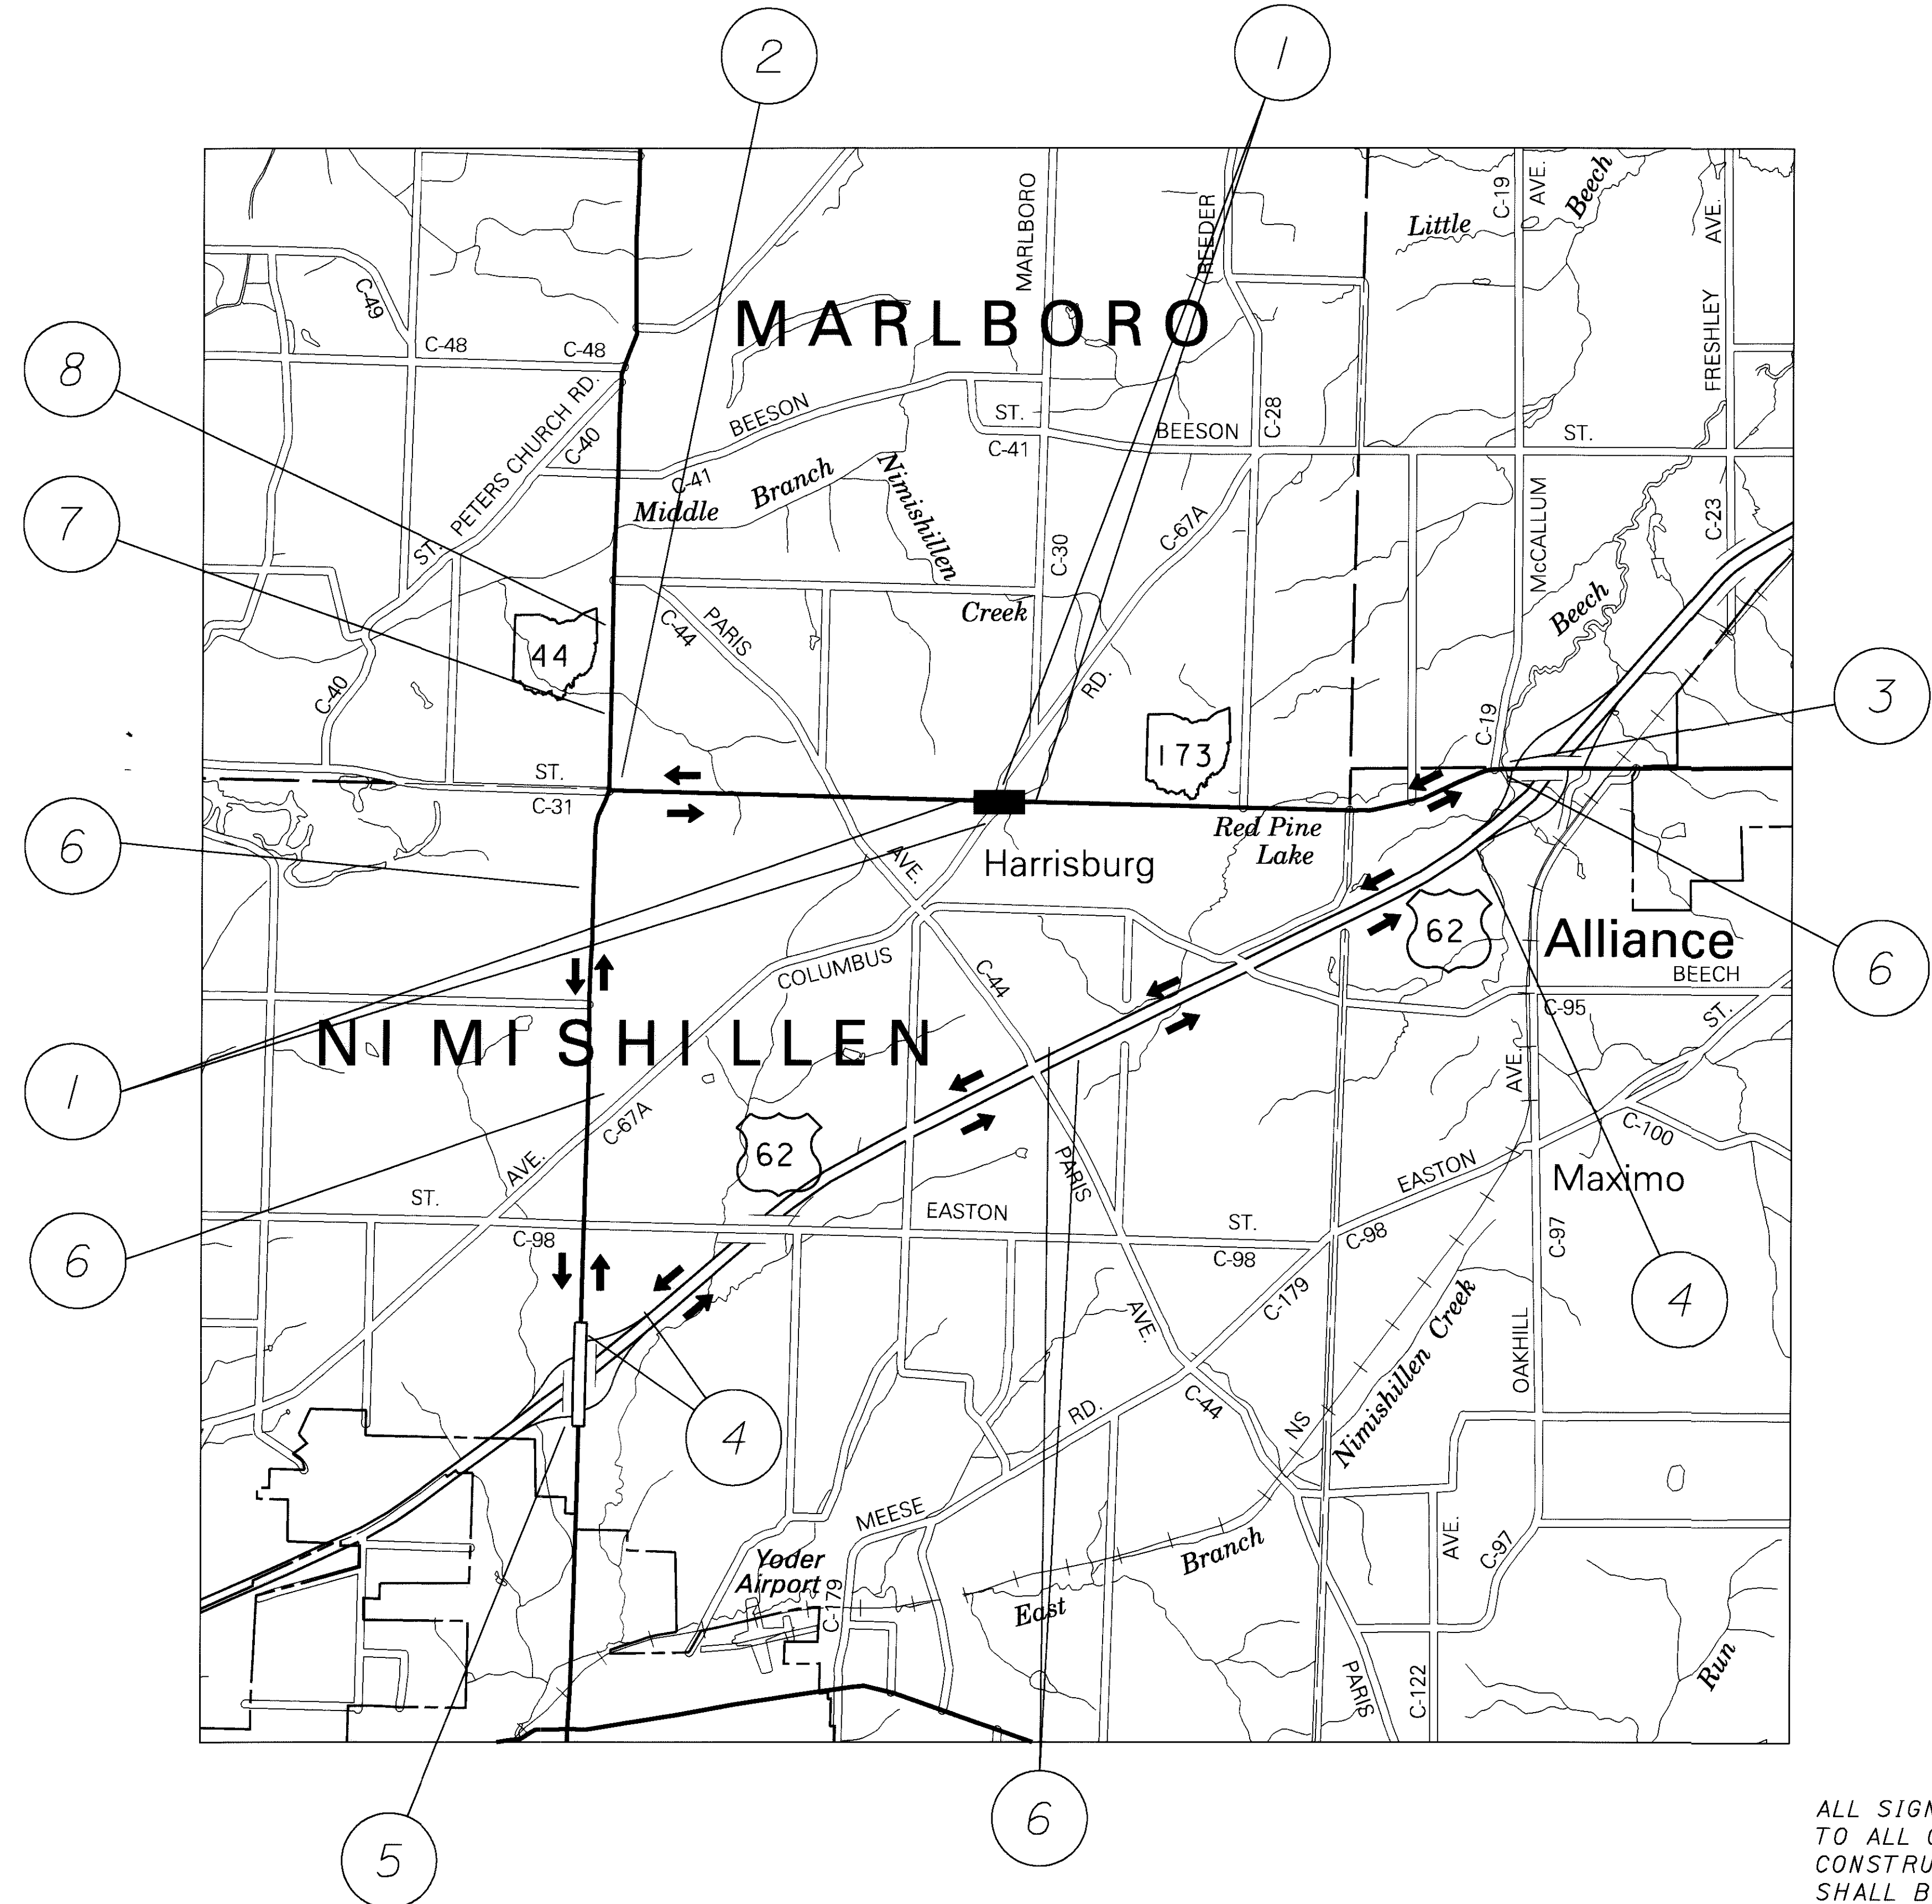 2
1
MARLBORO
REEDER
C-19
AVE.
Little
Beech
AVE.
FRESHLEY
C-49
C-48
C-48
MARLBORO
8
ST. PETERS CHURCH RD.
C-40
BEESON
ST.
C-41
BEESON
C-28
ST.
C-41
Middle
Branch
Nimishillen
Creek
7
C-30
C-67A
McCALLUM
C-23
Beech
44
C-44
PARIS
C-40
RD.
173
C-19
3
ST.
C-31
6
AVE.
Harrisburg
Red Pine
Lake
62
Alliance
BEECH
6
COLUMBUS
C-44
C-95
ST.
NIMISHILLEN
1
C-67A
AVE.
62
PARIS
AVE.
C-100
EASTON
Maximo
6
ST.
C-98
EASTON
ST.
C-98
C-98
C-97
C-179
4
AVE.
OAKHILL
Nimishillen Creek
4
RD.
C-44
NS
MEESE
Branch
AVE.
C-97
Yoder
Airport
C-179
East
PARIS
C-122
Run
6
5
ALL SIGN
TO ALL
CONSTRU
SHALL B